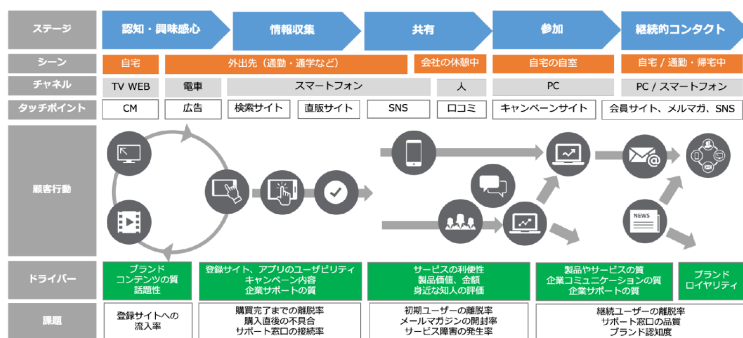 ステージ
認知・興味感心
情報収集
共有
参加
継続的コンタクト
シーン
自宅
外出先（通勤・通学など）
会社の休憩中
自宅の自室
自宅 / 通勤・帰宅中
チャネル
TV WEB
電車
スマートフォン
人
PC
PC / スマートフォン
タッチポイント
CM
広告
検索サイト
直販サイト
SNS
口コミ
キャンペーンサイト
会員サイト、メルマガ、SNS
顧客行動
NEWS
ドライバー
ブランド
コンテンツの質
話題性
登録サイト、アプリのユーザビリティ
キャンペーン内容
企業サポートの質
サービスの利便性
製品価値、金額
身近な知人の評価
製品やサービスの質
企業コミュニケーションの質
企業サポートの質
ブランド
ロイヤリティ
課題
登録サイトへの
流入率
購買完了までの離脱率
購入直後の不具合
サポート窓口の接続率
初期ユーザーの離脱率
メールマガジンの開封率
サービス障害の発生率
継続ユーザーの離脱率
サポート窓口の品質
ブランド認知度